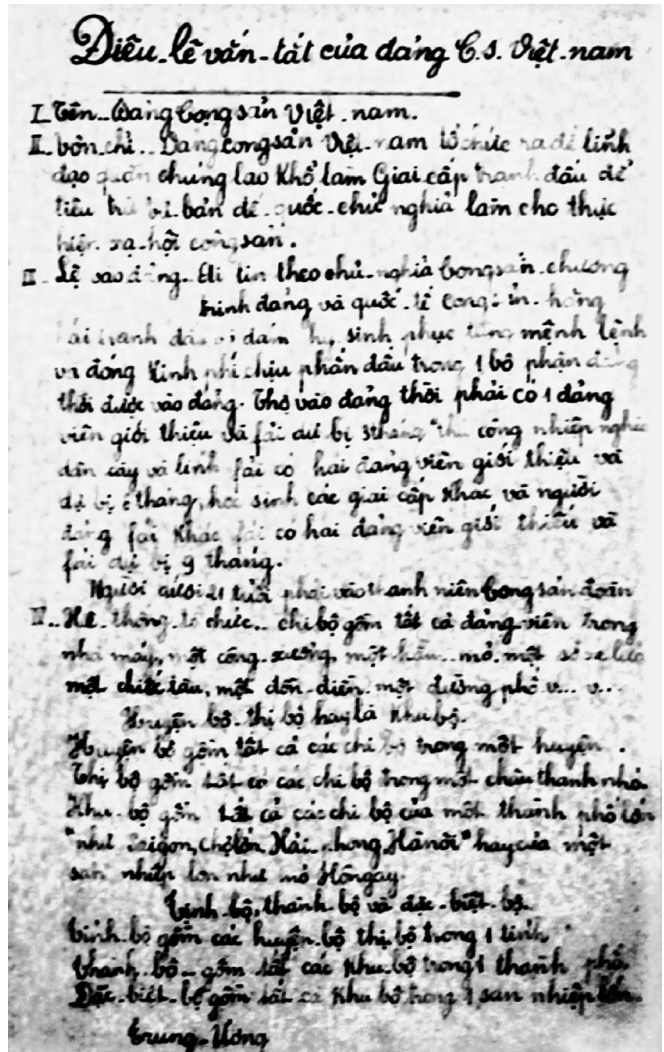 Điều-lệ vắn-tắt của đảng C.S. Việt-nam
I. Tên.. Đảng Cộng sản Việt-nam.
II. Tôn chỉ.. Đảng cộng sản Việt-nam tổ chức ra để lĩnh
đạo quần chúng lao khổ làm Giai cấp tranh đấu để
tiêu trừ tư bản đế quốc chủ nghĩa làm cho thực
hiện xã-hội cộng sản.
III. Lệ vào đảng. Ai tin theo chủ-nghĩa cộng sản, chương
trình đảng và quốc-tế cộng sản, hăng
hái tranh đấu và dám hy sinh phục tùng mệnh lệnh
và đóng kinh phí chịu phấn đấu trong 1 bộ phận đảng
thời được vào đảng. Thợ vào đảng thời phải có 1 đảng
viên giới thiệu và fải dự bị 3 tháng thủ công nghiệp
dân cày và lính fải có hai đảng viên giới thiệu và
dự bị 6 tháng, học sinh các giai cấp khác và người
đảng fái khác fải có hai đảng viên giới thiệu và
fải dự bị 9 tháng.
Người dưới 21 tuổi phải vào thanh niên cộng sản đoàn
IV.. Hệ-thống tổ chức.. chi bộ gồm tất cả đảng viên trong
nhà máy, một công xưởng, một hầm mỏ, một sở xe lửa
một chiếc tàu, một đồn-điền một đường phố v... v...
Huyện bộ, thị bộ hay là khu bộ.
Huyện bộ gồm tất cả các chi bộ trong một huyện.
Thị bộ gồm tất cả các chi bộ trong một châu thành nhỏ.
Khu-bộ gồm tất cả các chi bộ của một thành phố lớn
"như Saigon, Chợ lớn, Hải phong, Hà nội" hay của một
sản nhiệp lớn như mỏ Hồngay.
Tỉnh-bộ, thành-bộ và đặc-biệt-bộ.
Tỉnh-bộ gồm các huyện-bộ thị-bộ trong 1 tỉnh
Thành-bộ.. gồm tất các khu-bộ trong 1 thành phố.
Đặc-biệt-bộ gồm tất cả khu bộ trong 1 sản nhiệp lớn.
Trung-Ương